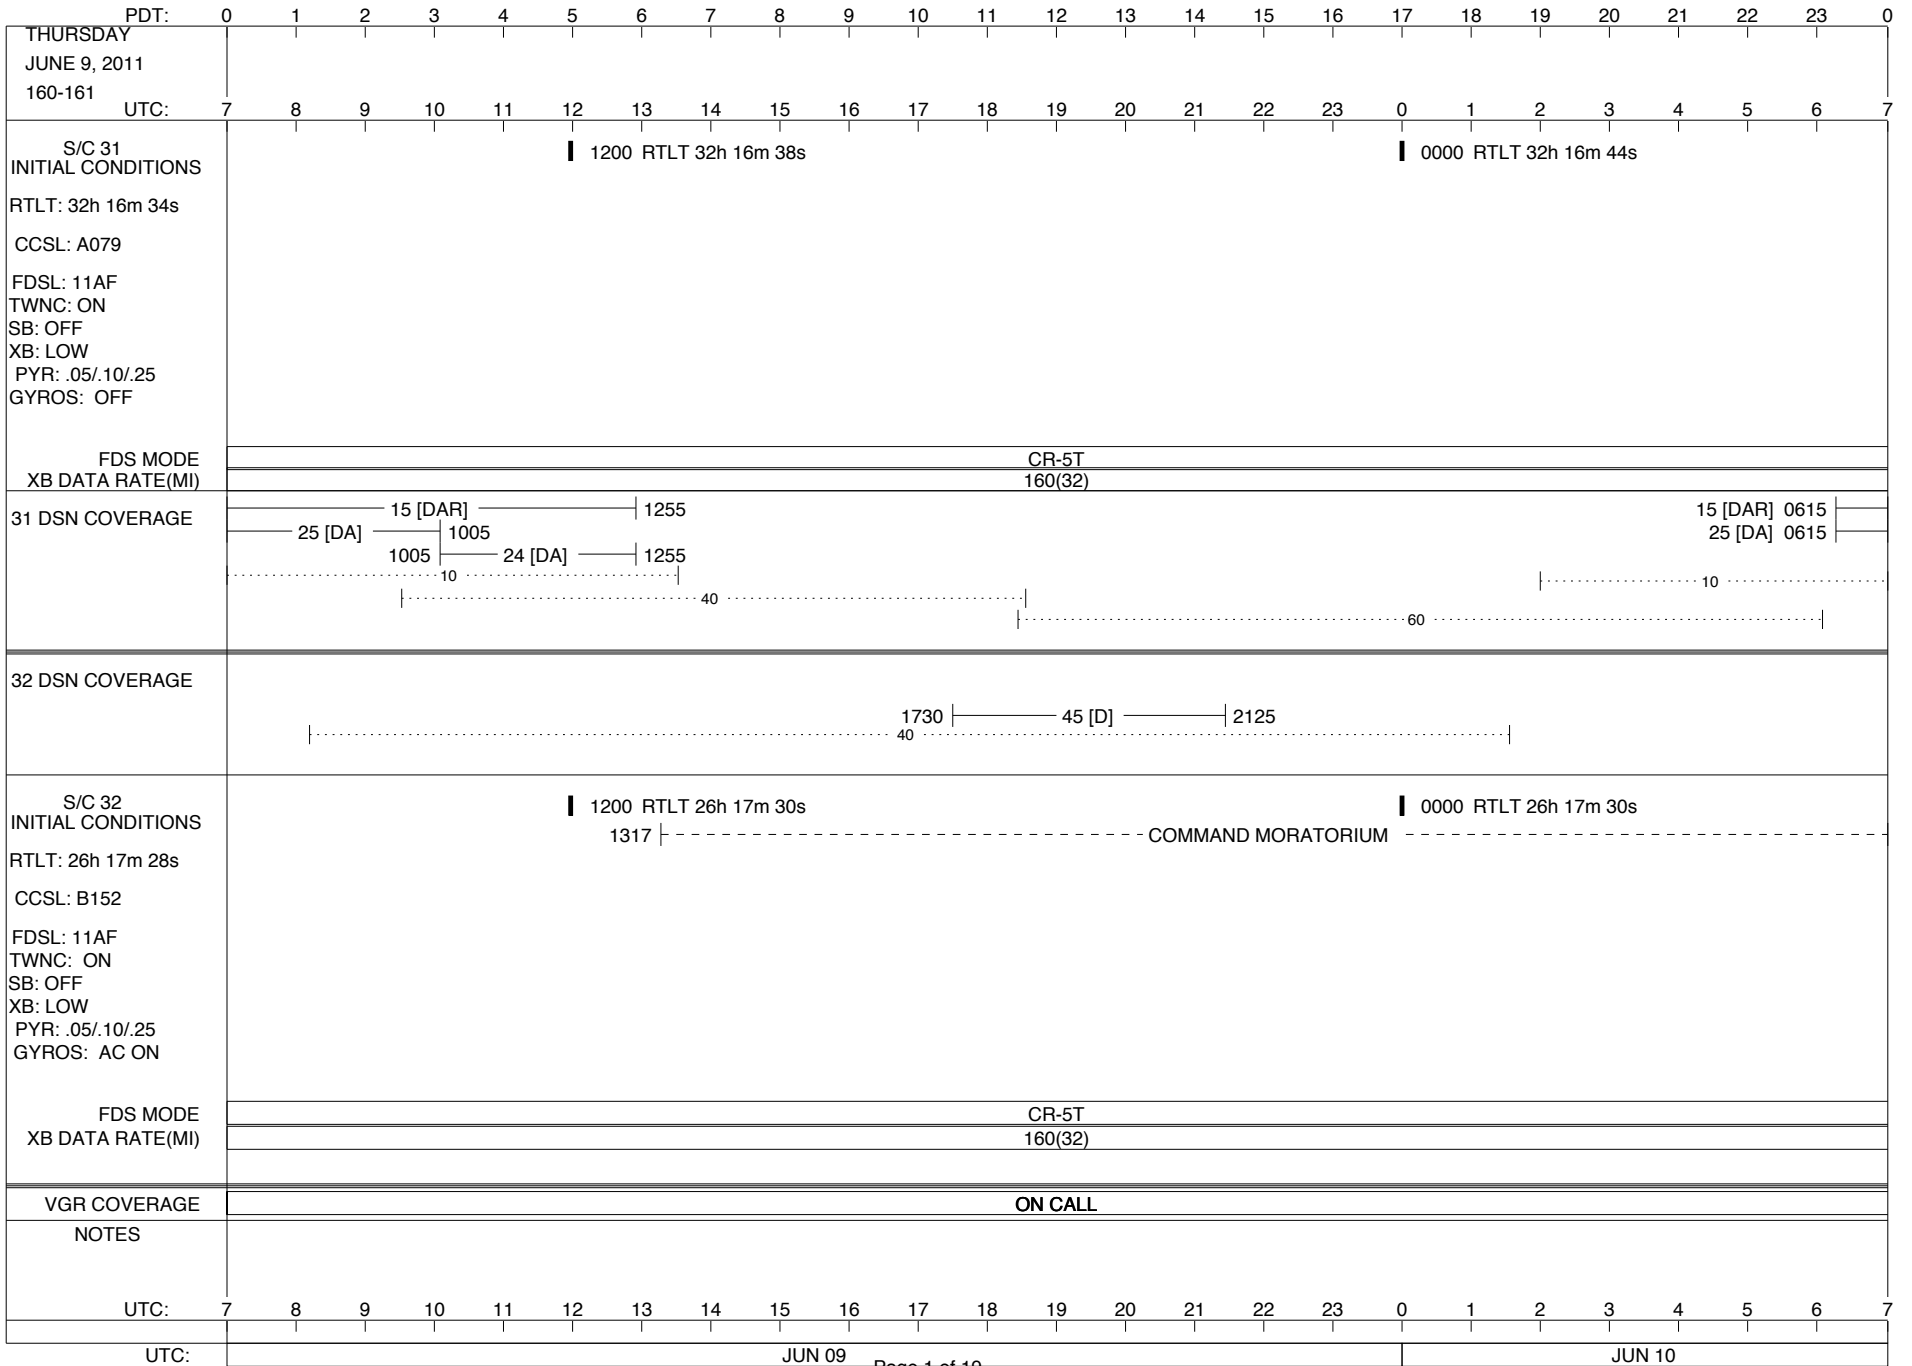 PDT: 0 1 2 3 4 5 6 7 8 9 10 11 12 13 14 15 16 17 18 19 20 21 22 23 0
THURSDAY
JUNE 9, 2011
160-161
UTC: 7 8 9 10 11 12 13 14 15 16 17 18 19 20 21 22 23 0 1 2 3 4 5 6 7
S/C 31
INITIAL CONDITIONS
1200 RTLT 32h 16m 38s
0000 RTLT 32h 16m 44s
RTLT: 32h 16m 34s
CCSL: A079
FDSL: 11AF
TWNC: ON
SB: OFF
XB: LOW
PYR: .05/.10/.25
GYROS: OFF
FDS MODE CR-5T
XB DATA RATE(MI) 160(32)
31 DSN COVERAGE
15 [DAR] 1255 15 [DAR] 0615
25 [DA] 1005 25 [DA] 0615
1005 24 [DA] 1255
10 10
40
60
32 DSN COVERAGE
1730 45 [D] 2125
40
S/C 32
INITIAL CONDITIONS
1200 RTLT 26h 17m 30s
0000 RTLT 26h 17m 30s
1317 COMMAND MORATORIUM
RTLT: 26h 17m 28s
CCSL: B152
FDSL: 11AF
TWNC: ON
SB: OFF
XB: LOW
PYR: .05/.10/.25
GYROS: AC ON
FDS MODE CR-5T
XB DATA RATE(MI) 160(32)
VGR COVERAGE ON CALL
NOTES
UTC: 7 8 9 10 11 12 13 14 15 16 17 18 19 20 21 22 23 0 1 2 3 4 5 6 7
UTC: JUN 09 JUN 10
Page 1 of 19